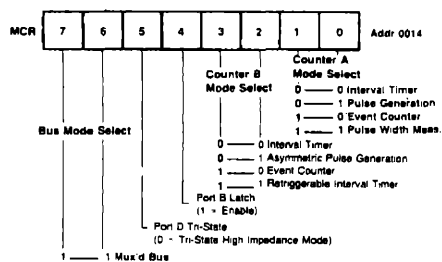 MCR 7 6 5 4 3 2 1 0 Addr 0014
Counter A
Mode Select
0 — 0 Interval Timer
0 — 1 Pulse Generation
1 — 0 Event Counter
1 — 1 Pulse Width Meas.
Counter B
Mode Select
0 — 0 Interval Timer
0 — 1 Asymmetric Pulse Generation
1 — 0 Event Counter
1 — 1 Retriggerable Interval Timer
Bus Mode Select
Port B Latch
(1 = Enable)
Port D Tri-State
(0 = Tri-State High Impedance Mode)
1 — 1 Mux'd Bus